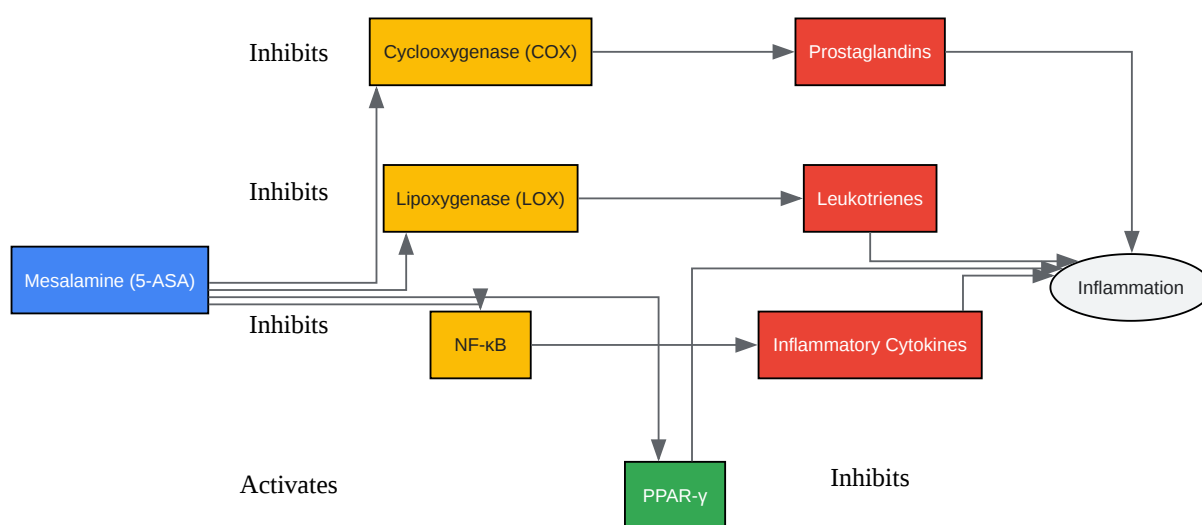 Inhibits
Cyclooxygenase (COX)
Prostaglandins
Inhibits
Lipoxygenase (LOX)
Leukotrienes
Mesalamine (5-ASA)
Inflammation
Inhibits
NF-κB
Inflammatory Cytokines
Activates
PPAR-γ
Inhibits